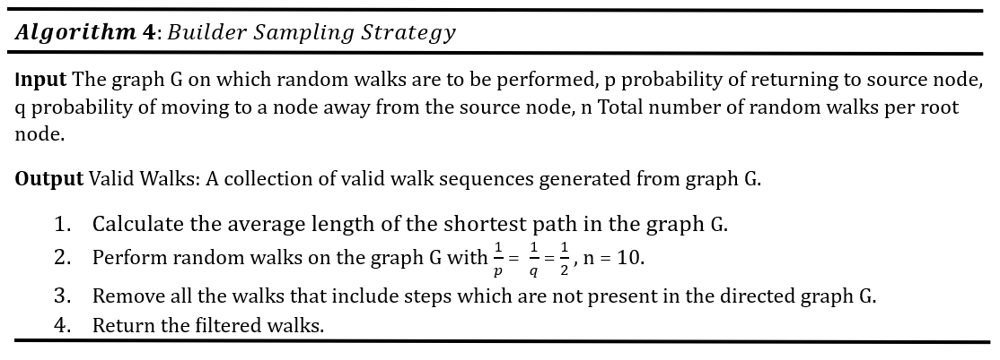 Algorithm 4: Builder Sampling Strategy
Input The graph G on which random walks are to be performed, p probability of returning to source node,
q probability of moving to a node away from the source node, n Total number of random walks per root
node.
Output Valid Walks: A collection of valid walk sequences generated from graph G.
1. Calculate the average length of the shortest path in the graph G.
2. Perform random walks on the graph G with 1/p = 1/q = 1/2 , n = 10.
3. Remove all the walks that include steps which are not present in the directed graph G.
4. Return the filtered walks.